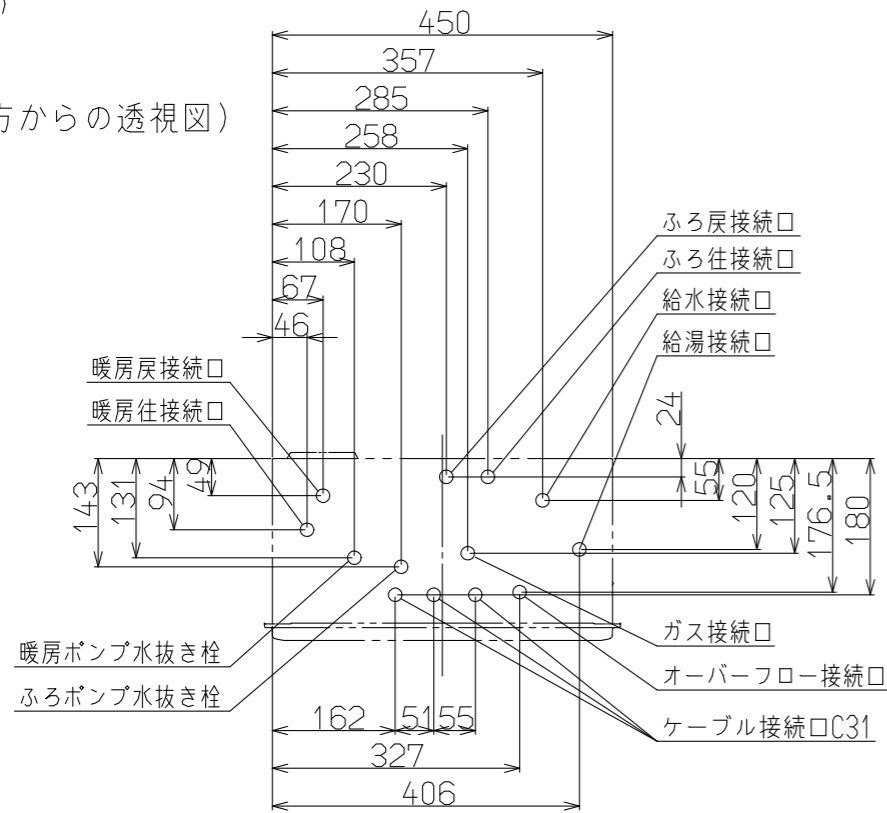 )
450
357
方からの透視図)
285
258
230
170
ふろ戻接続口
108
ふろ往接続口
67
給水接続口
46
給湯接続口
暖房戻接続口
暖房往接続口
24
49
55
94
131
143
120
125
176.5
180
ガス接続口
暖房ポンプ水抜き栓
オーバーフロー接続口
ふろポンプ水抜き栓
162
51
55
ケーブル接続口C31
327
406